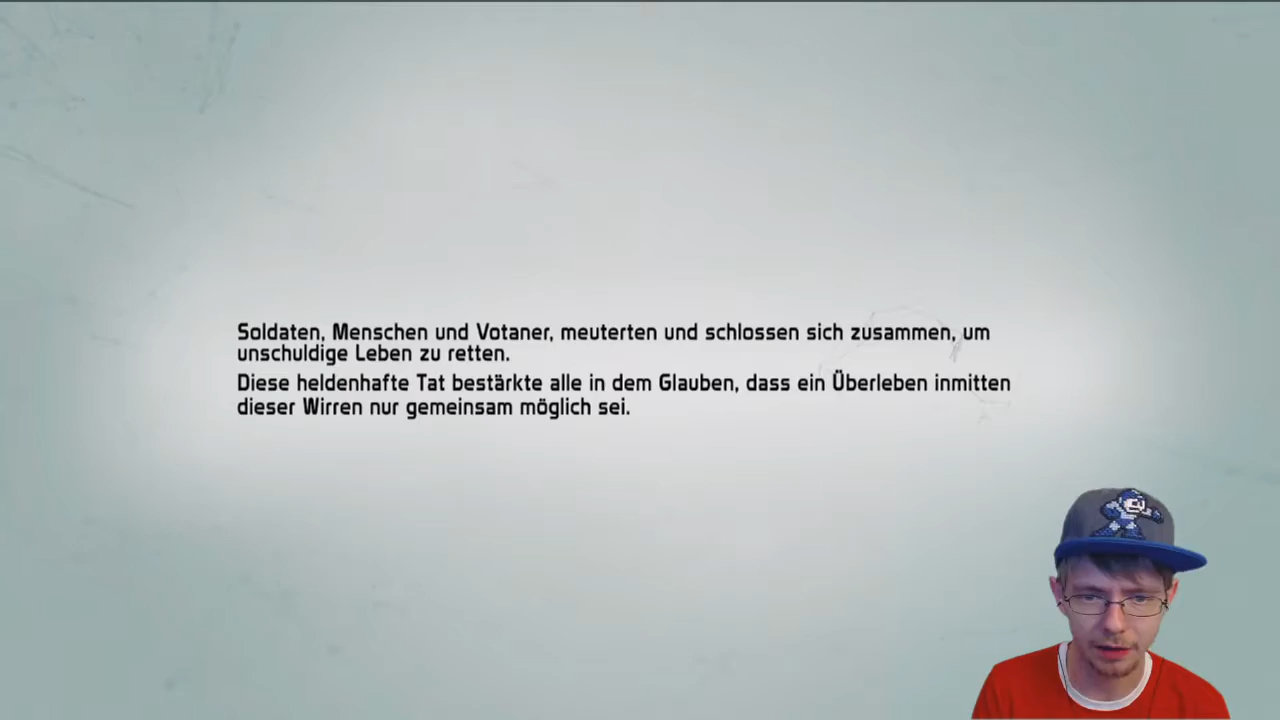 Soldaten, Menschen und Votaner, meuterten und schlossen sich zusammen, um
unschuldige Leben zu retten.
Diese heldenhafte Tat bestärkte alle in dem Glauben, dass ein Überleben inmitten
dieser Wirren nur gemeinsam möglich sei.